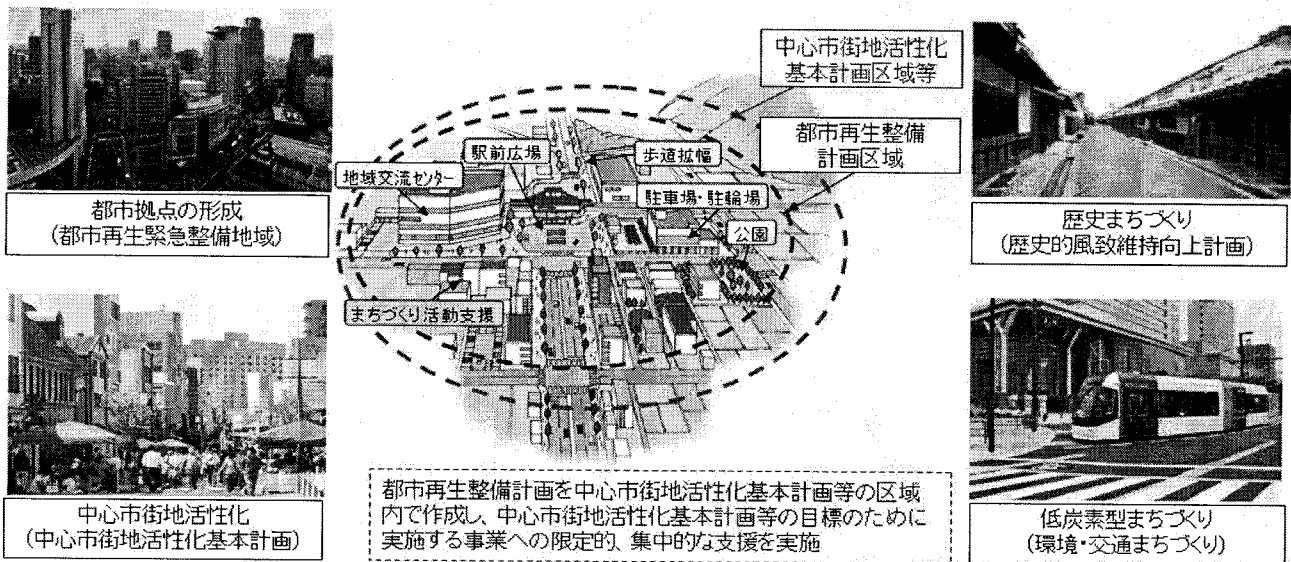 都市拠点の形成
(都市再生緊急整備地域)
中心市街地活性化
(中心市街地活性化基本計画)
中心市街地活性化
基本計画区域等
都市再生整備
計画区域
駅前広場
歩道拡幅
地域交流センター
駐車場・駐輪場
公園
まちづくり活動支援
都市再生整備計画を中心市街地活性化基本計画等の区域
内で作成し、中心市街地活性化基本計画等の目標のために
実施する事業への限定的、集中的な支援を実施
歴史まちづくり
(歴史的風致維持向上計画)
低炭素型まちづくり
(環境・交通まちづくり)